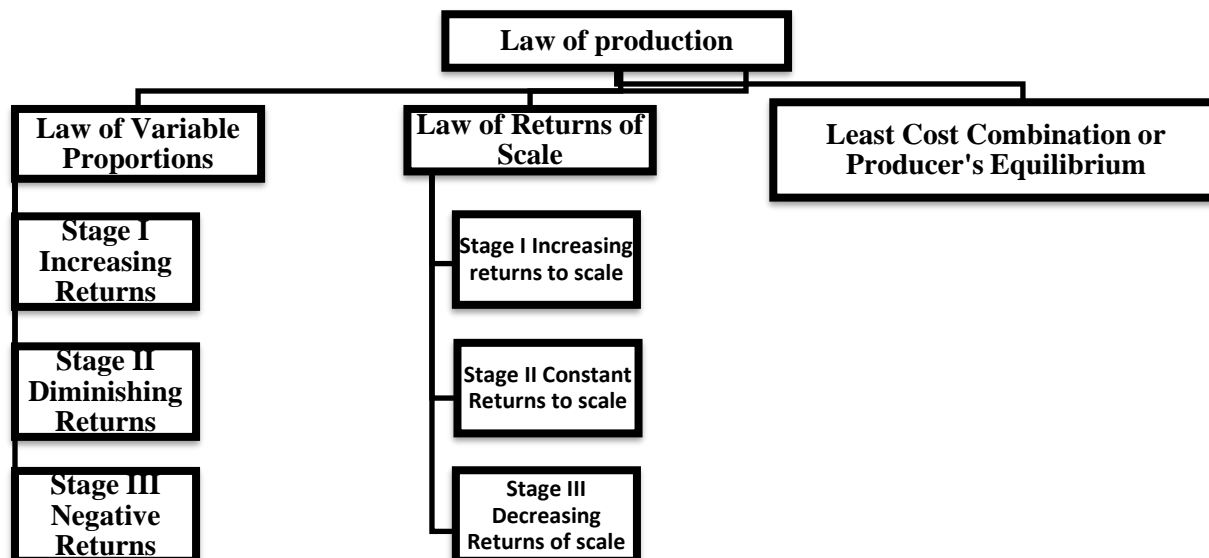 Law of production
Law of Variable
Proportions
Law of Returns of
Scale
Least Cost Combination or
Producer's Equilibrium
Stage I
Increasing
Returns
Stage II
Diminishing
Returns
Stage III
Negative
Returns
Stage I Increasing
returns to scale
Stage II Constant
Returns to scale
Stage III
Decreasing
Returns of scale